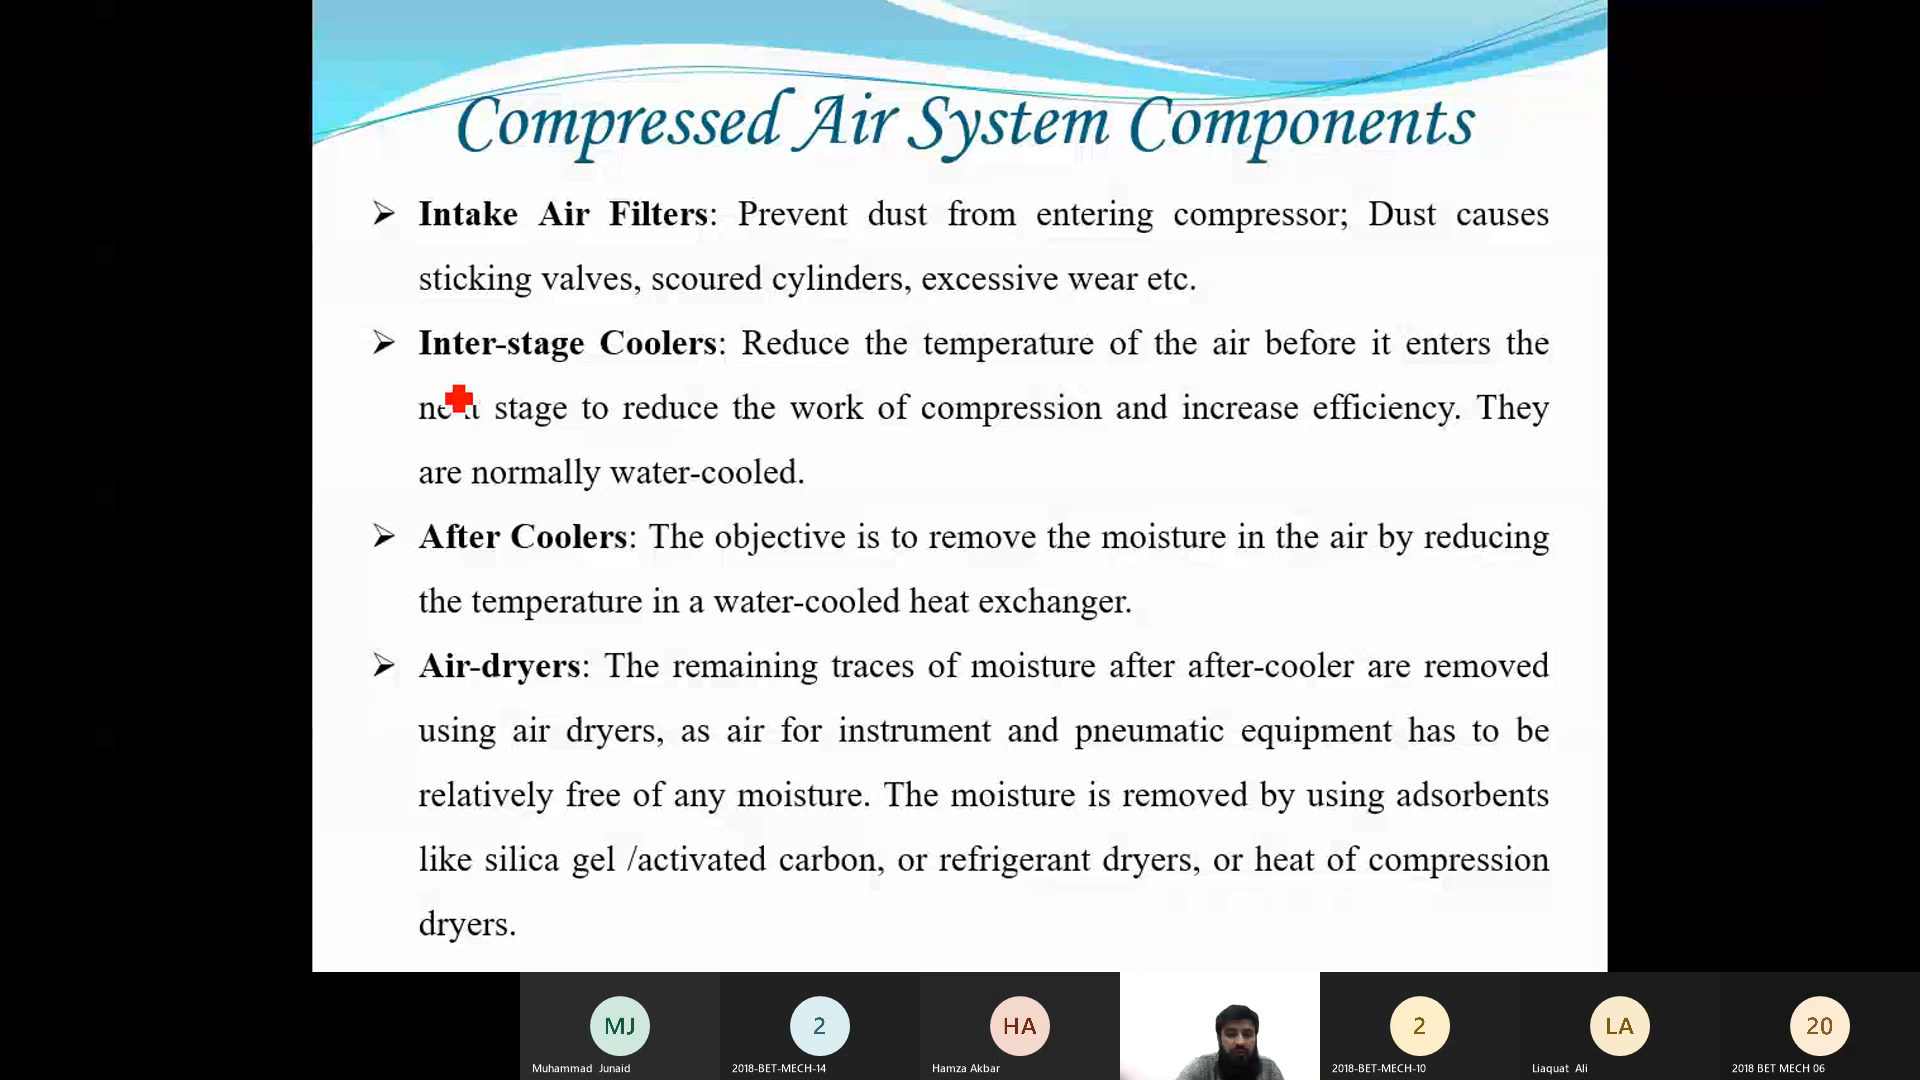 Compressed Air System Components
➢ Intake Air Filters: Prevent dust from entering compressor; Dust causes
sticking valves, scoured cylinders, excessive wear etc.
➢ Inter-stage Coolers: Reduce the temperature of the air before it enters the
next stage to reduce the work of compression and increase efficiency. They
are normally water-cooled.
➢ After Coolers: The objective is to remove the moisture in the air by reducing
the temperature in a water-cooled heat exchanger.
➢ Air-dryers: The remaining traces of moisture after after-cooler are removed
using air dryers, as air for instrument and pneumatic equipment has to be
relatively free of any moisture. The moisture is removed by using adsorbents
like silica gel /activated carbon, or refrigerant dryers, or heat of compression
dryers.
MJ
2
HA
2
LA
20
Muhammad Junaid
2018-BET-MECH-14
Hamza Akbar
2018-BET-MECH-10
Liaquat Ali
2018 BET MECH 06